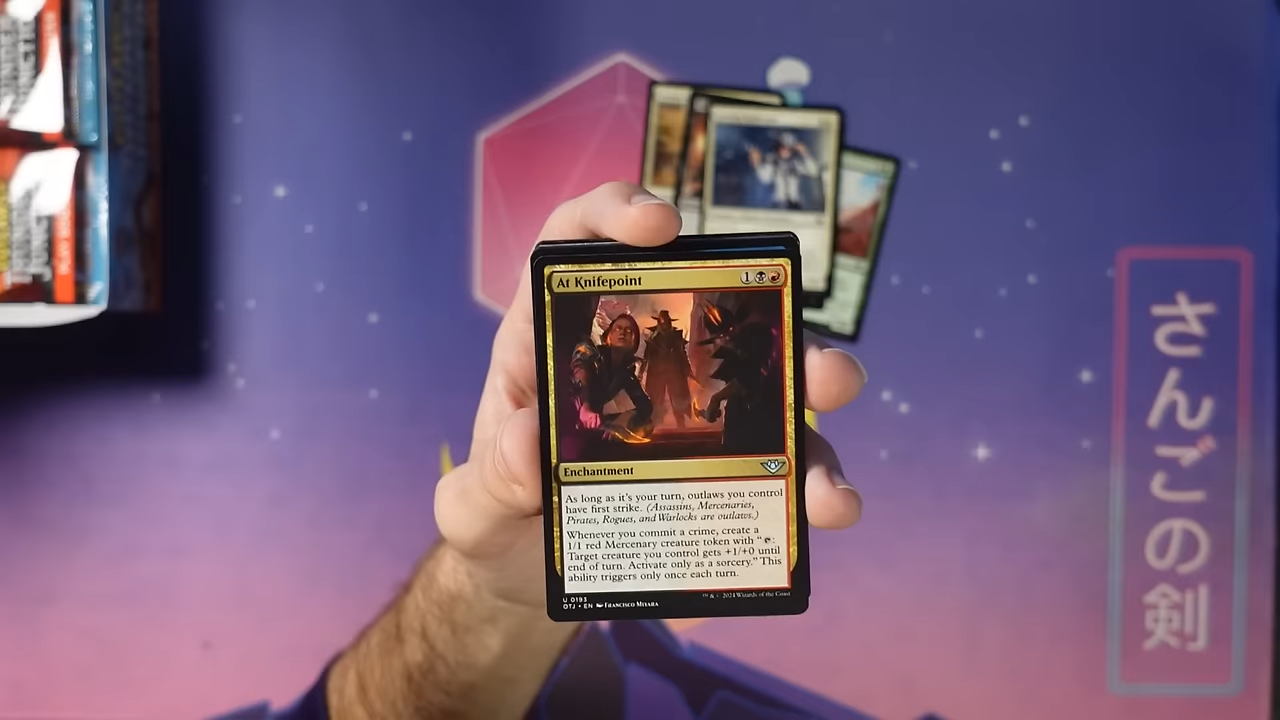 At Knifepoint
1
Enchantment
As long as it's your turn, outlaws you control
have first strike. (Assassins, Mercenaries,
Pirates, Rogues, and Warlocks are outlaws.)
Whenever you commit a crime, create a
1/1 red Mercenary creature token with “T:
Target creature you control gets +1/+0 until
end of turn. Activate only as a sorcery.” This
ability triggers only once each turn.
U 0193
OTJ • EN Francisco Miyara
™ & © 2024 Wizards of the Coast
さんごの剣